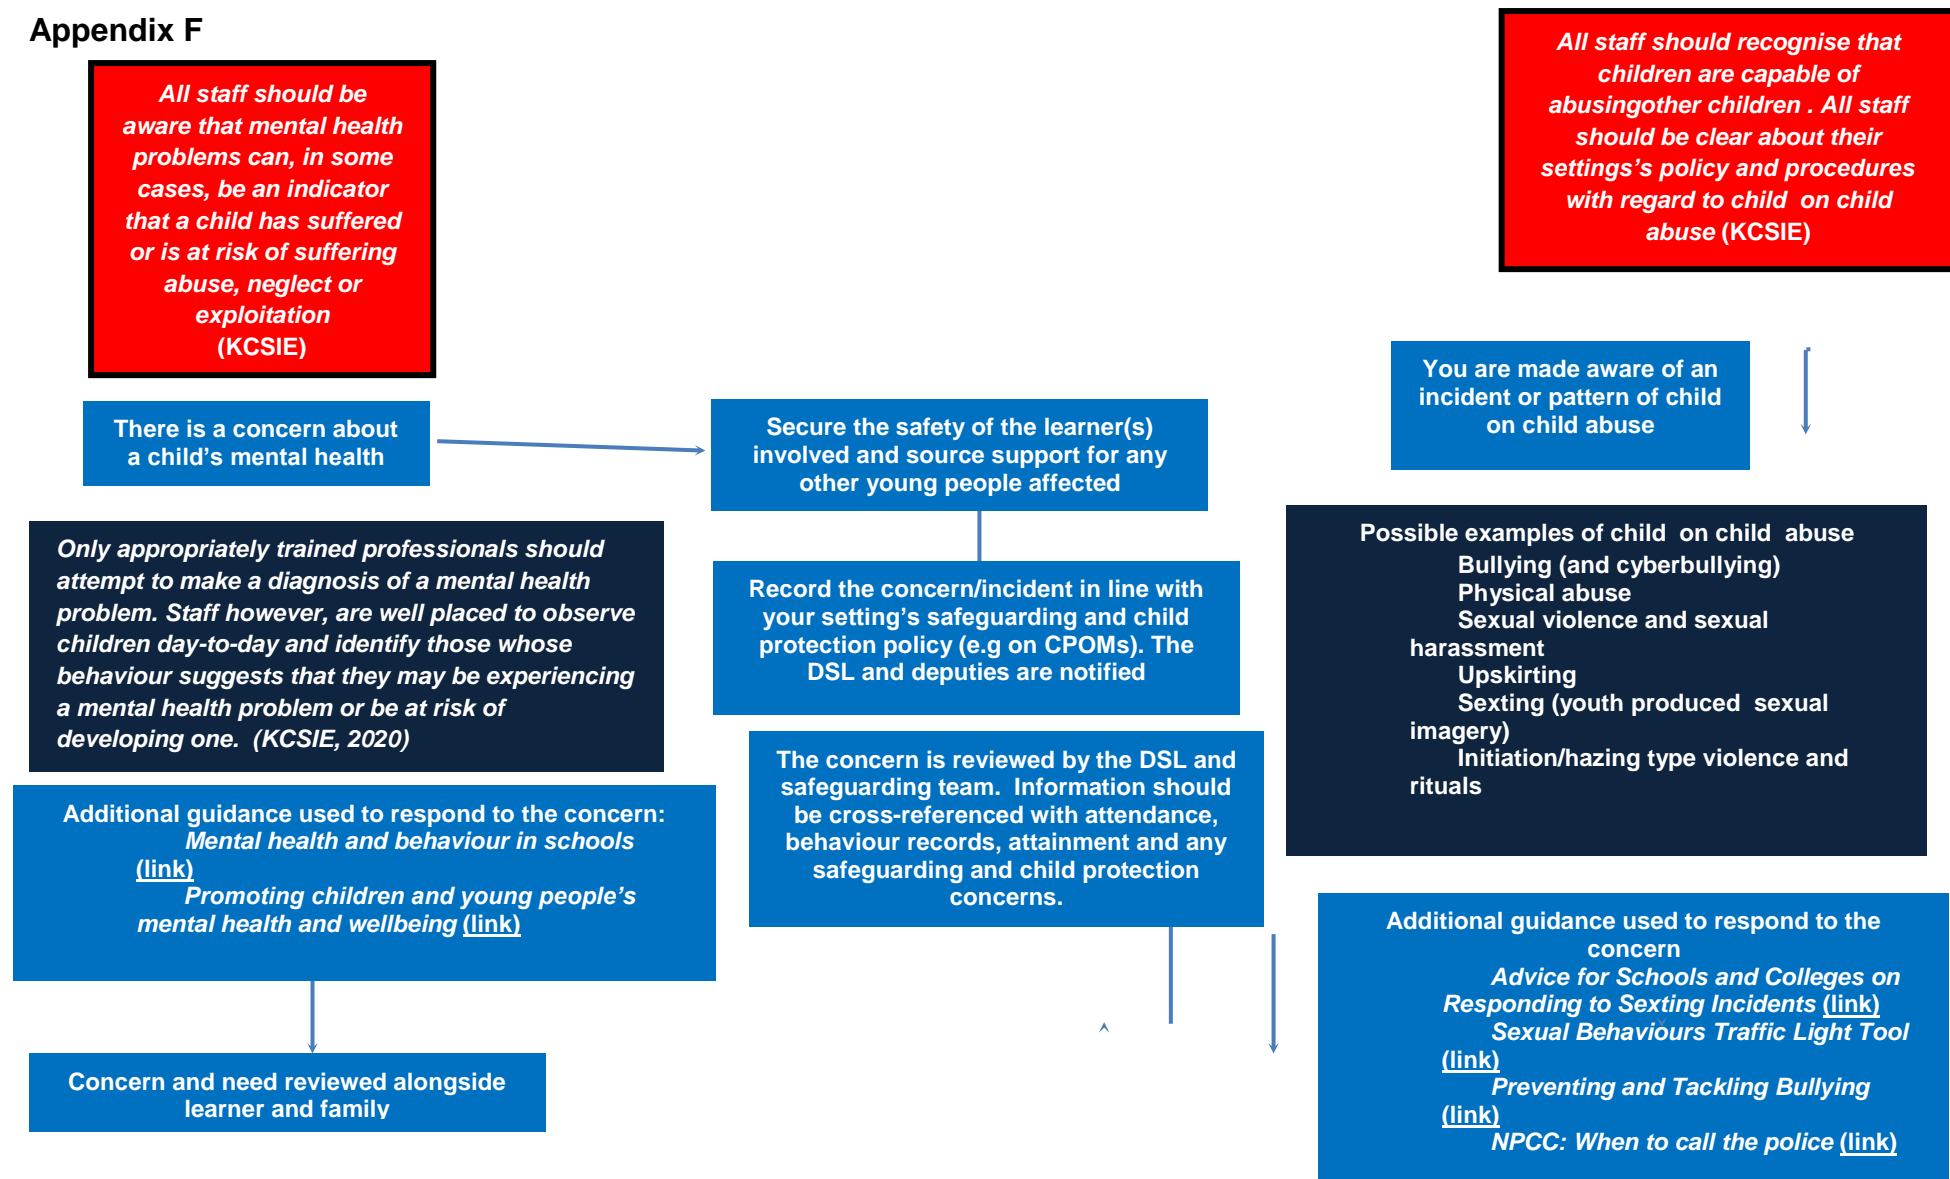 Appendix F
All staff should be
aware that mental health
problems can, in some
cases, be an indicator
that a child has suffered
or is at risk of suffering
abuse, neglect or
exploitation
(KCSIE)
All staff should recognise that
children are capable of
abusingother children . All staff
should be clear about their
settings's policy and procedures
with regard to child  on child
abuse (KCSIE)
There is a concern about
a child's mental health
Secure the safety of the learner(s)
involved and source support for any
other young people affected
You are made aware of an
incident or pattern of child
on child abuse
Only appropriately trained professionals should
attempt to make a diagnosis of a mental health
problem. Staff however, are well placed to observe
children day-to-day and identify those whose
behaviour suggests that they may be experiencing
a mental health problem or be at risk of
developing one.  (KCSIE, 2020)
Record the concern/incident in line with
your setting's safeguarding and child
protection policy (e.g on CPOMs). The
DSL and deputies are notified
Possible examples of child  on child  abuse
Bullying (and cyberbullying)
Physical abuse
Sexual violence and sexual
harassment
Upskirting
Sexting (youth produced  sexual
imagery)
Initiation/hazing type violence and
rituals
Additional guidance used to respond to the concern:
Mental health and behaviour in schools
(link)
Promoting children and young people's
mental health and wellbeing (link)
The concern is reviewed by the DSL and
safeguarding team.  Information should
be cross-referenced with attendance,
behaviour records, attainment and any
safeguarding and child protection
concerns.
Additional guidance used to respond to the
concern
Advice for Schools and Colleges on
Responding to Sexting Incidents (link)
Sexual Behaviours Traffic Light Tool
(link)
Preventing and Tackling Bullying
(link)
NPCC: When to call the police (link)
Concern and need reviewed alongside
learner and family